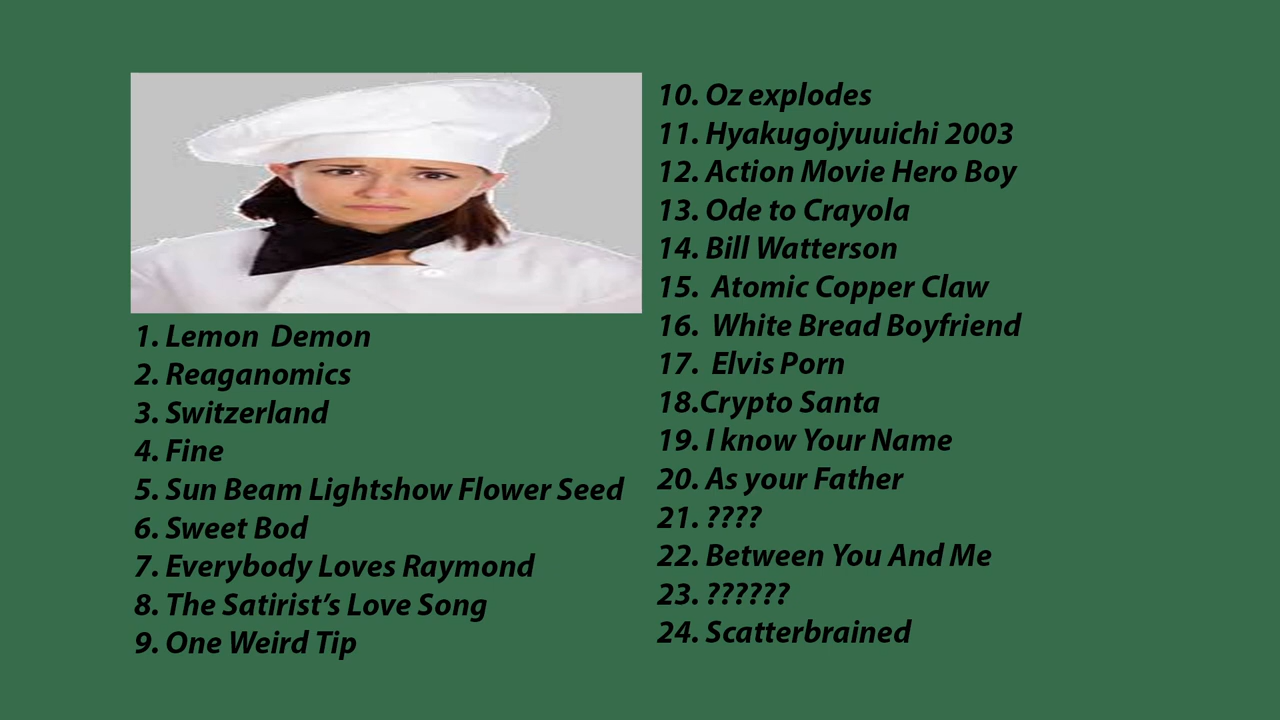 1. Lemon  Demon
2. Reaganomics
3. Switzerland
4. Fine
5. Sun Beam Lightshow Flower Seed
6. Sweet Bod
7. Everybody Loves Raymond
8. The Satirist’s Love Song
9. One Weird Tip
10. Oz explodes
11. Hyakugojyuuichi 2003
12. Action Movie Hero Boy
13. Ode to Crayola
14. Bill Watterson
15.  Atomic Copper Claw
16.  White Bread Boyfriend
17.  Elvis Porn
18.Crypto Santa
19. I know Your Name
20. As your Father
21. ????
22. Between You And Me
23. ??????
24. Scatterbrained